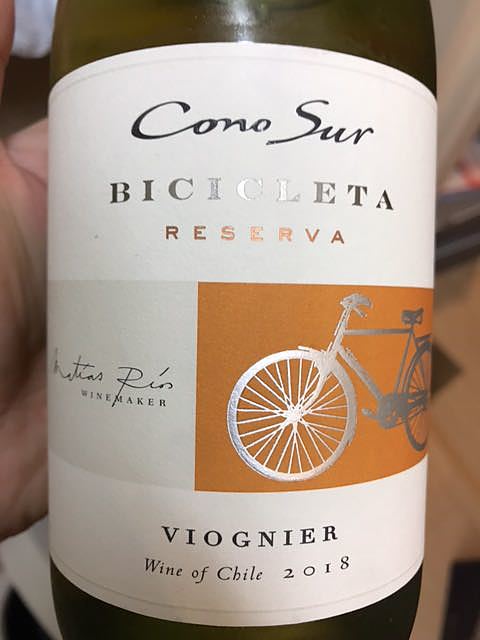 Cono Sur
BICICLETA
RESERVA
Matías Ríos
WINEMAKER
VIOGNIER
Wine of Chile 2018